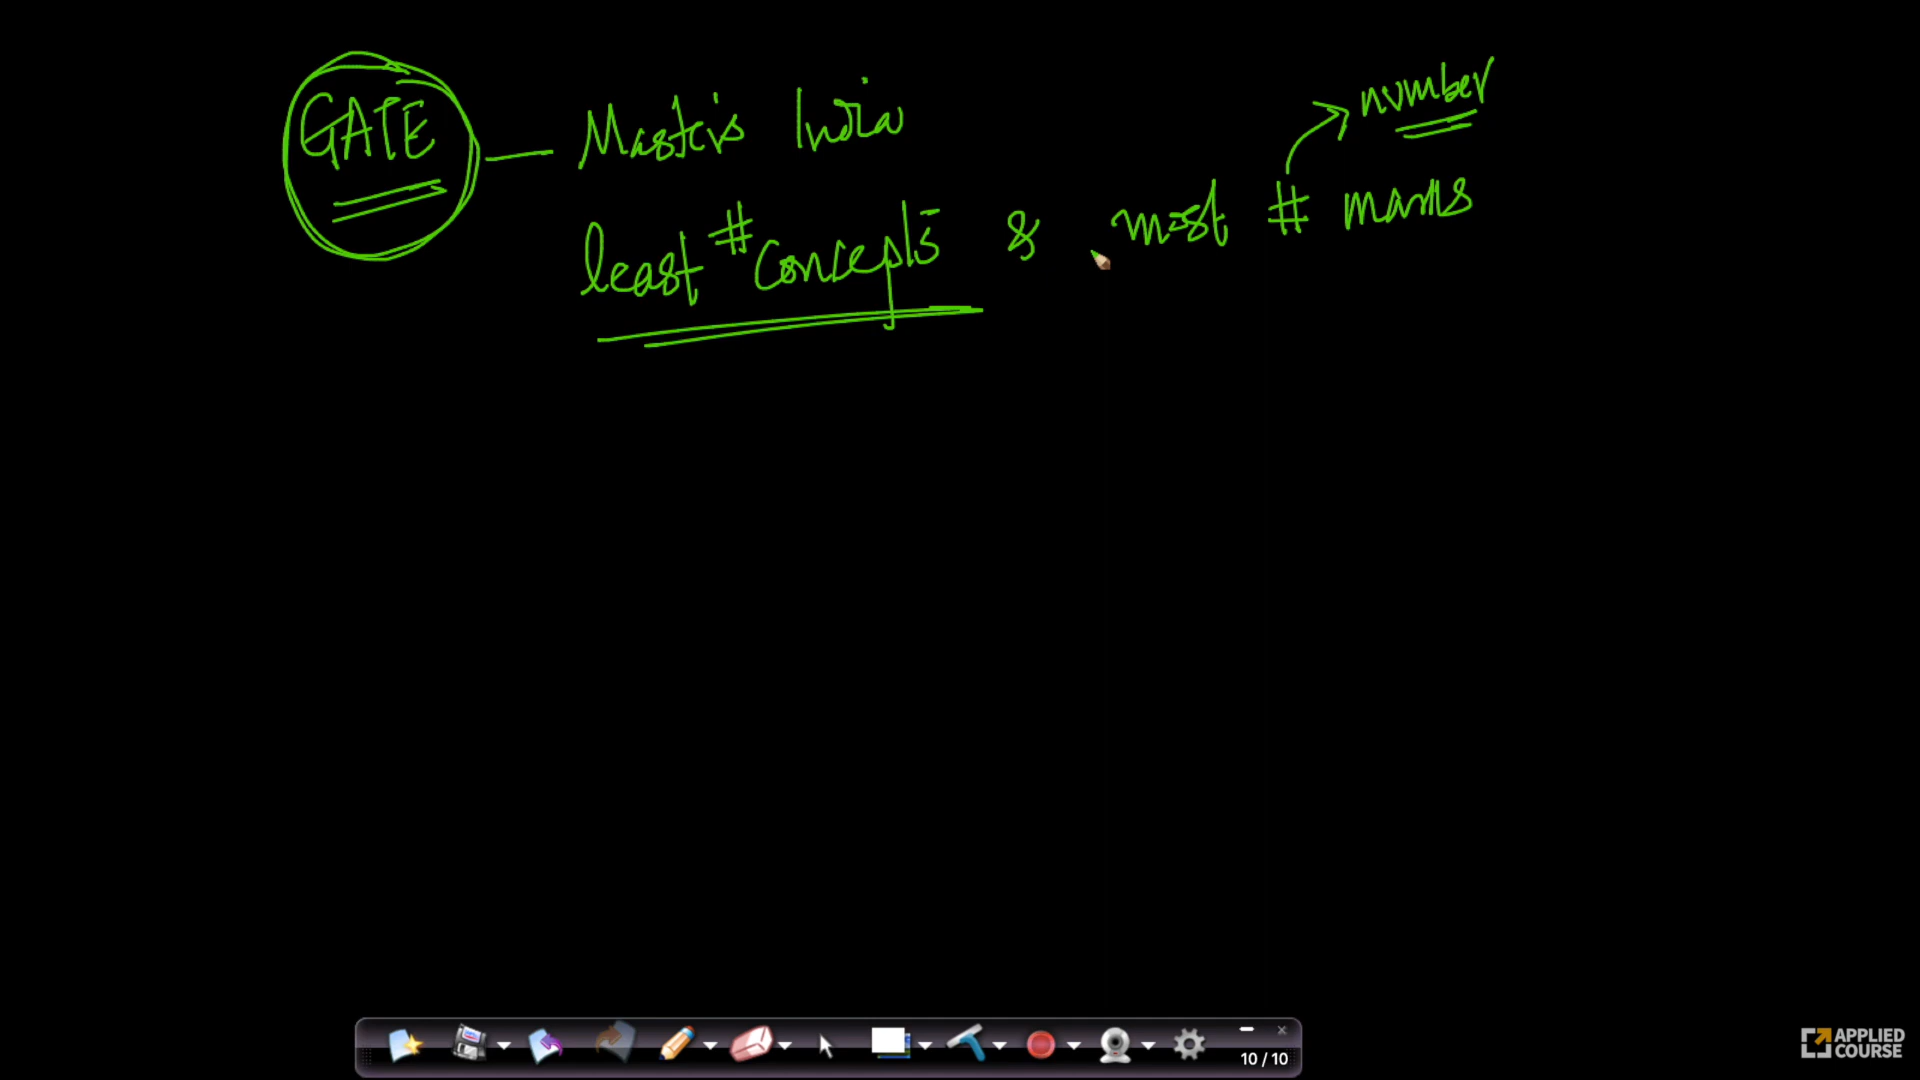 GATE — Masters India
number
least # concepts & most # marks
10 / 10
APPLIED
COURSE